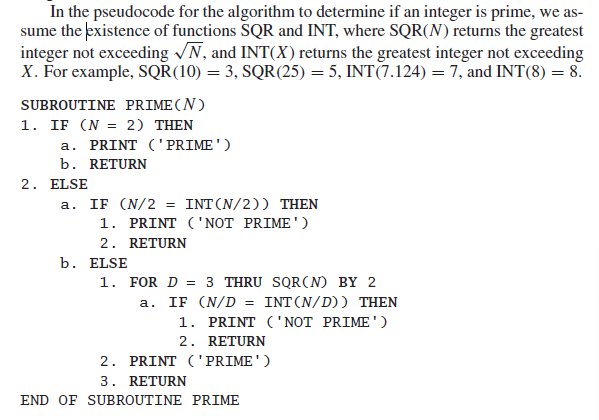 In the pseudocode for the algorithm to determine if an integer is prime, we as-
sume the existence of functions SQR and INT, where SQR(N) returns the greatest
integer not exceeding √N, and INT(X) returns the greatest integer not exceeding
X. For example, SQR(10) = 3, SQR(25) = 5, INT(7.124) = 7, and INT(8) = 8.
SUBROUTINE PRIME(N)
1. IF (N = 2) THEN
a. PRINT ('PRIME')
b. RETURN
2. ELSE
a. IF (N/2 = INT(N/2)) THEN
1. PRINT ('NOT PRIME')
2. RETURN
b. ELSE
1. FOR D = 3 THRU SQR(N) BY 2
a. IF (N/D = INT(N/D)) THEN
1. PRINT ('NOT PRIME')
2. RETURN
2. PRINT ('PRIME')
3. RETURN
END OF SUBROUTINE PRIME